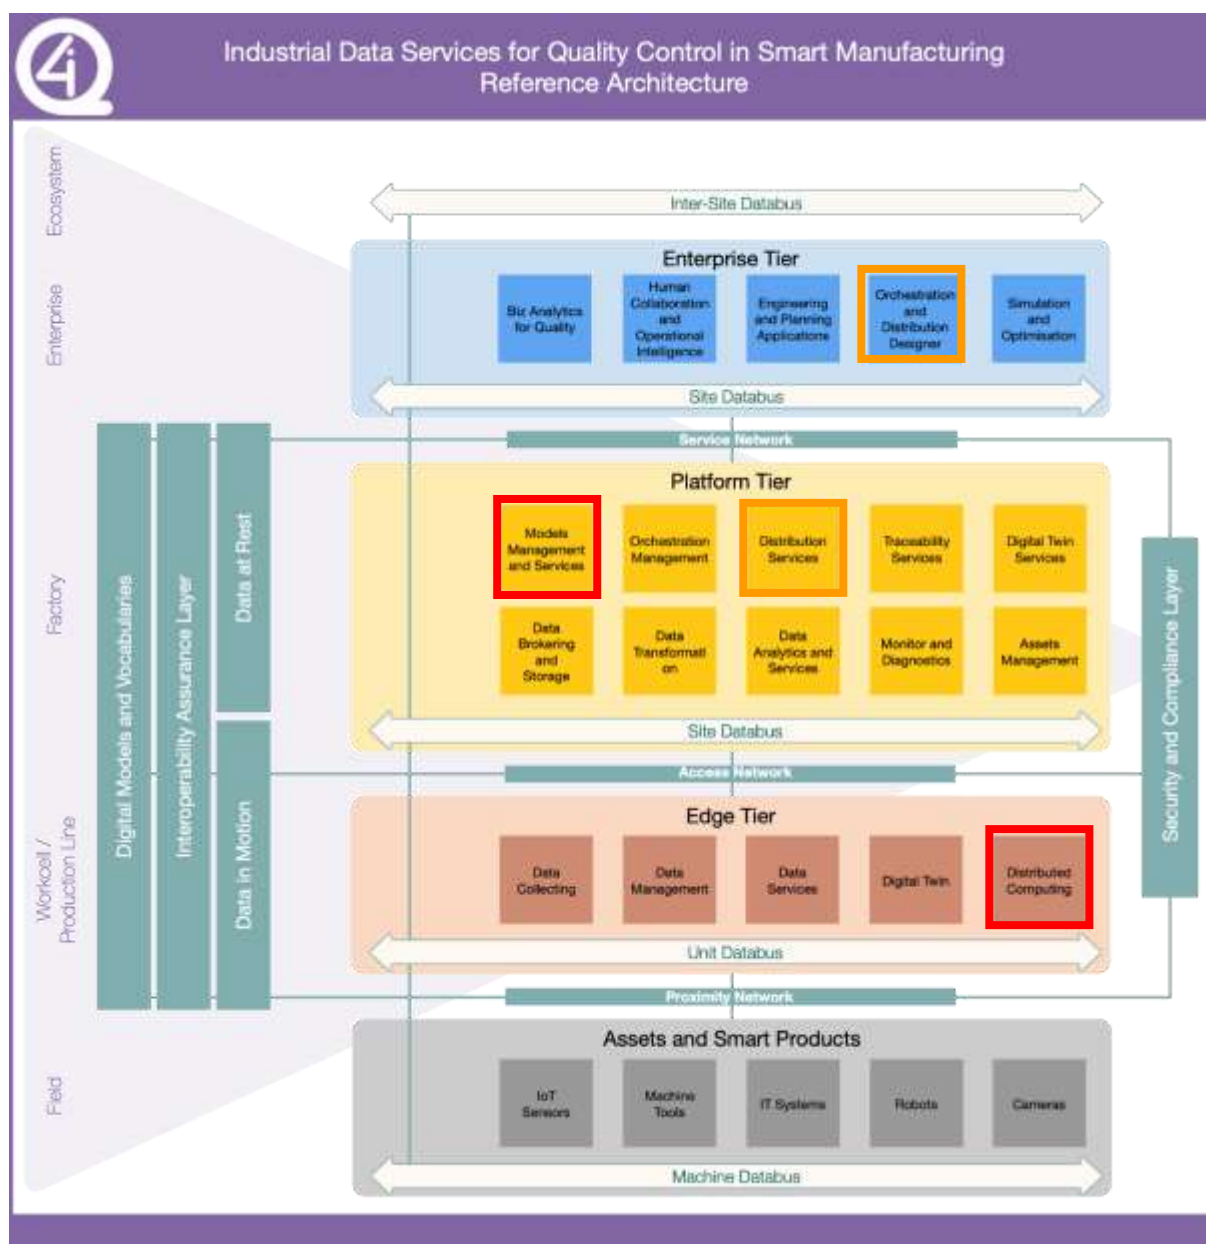 4i
Industrial Data Services for Quality Control in Smart Manufacturing
Reference Architecture
Ecosystem
Inter-Site Databus
Enterprise
Enterprise Tier
Biz Analytics
for Quality
Human
Collaboration
and
Operational
Intelligence
Engineering
and Planning
Applications
Orchestration
and
Distribution
Designer
Simulation
and
Optimisation
Site Databus
Service Network
Factory
Digital Models and Vocabularies
Interoperability Assurance Layer
Data at Rest
Platform Tier
Models
Management
and Services
Orchestration
Management
Distribution
Services
Traceability
Services
Digital Twin
Services
Data
Brokering
and
Storage
Data
Transformati
on
Data
Analytics and
Services
Monitor and
Diagnostics
Assets
Management
Site Databus
Security and Compliance Layer
Access Network
Workcell /
Production Line
Data in Motion
Edge Tier
Data
Collecting
Data
Management
Data
Services
Digital Twin
Distributed
Computing
Unit Databus
Proximity Network
Field
Assets and Smart Products
IoT
Sensors
Machine
Tools
IT Systems
Robots
Cameras
Machine Databus